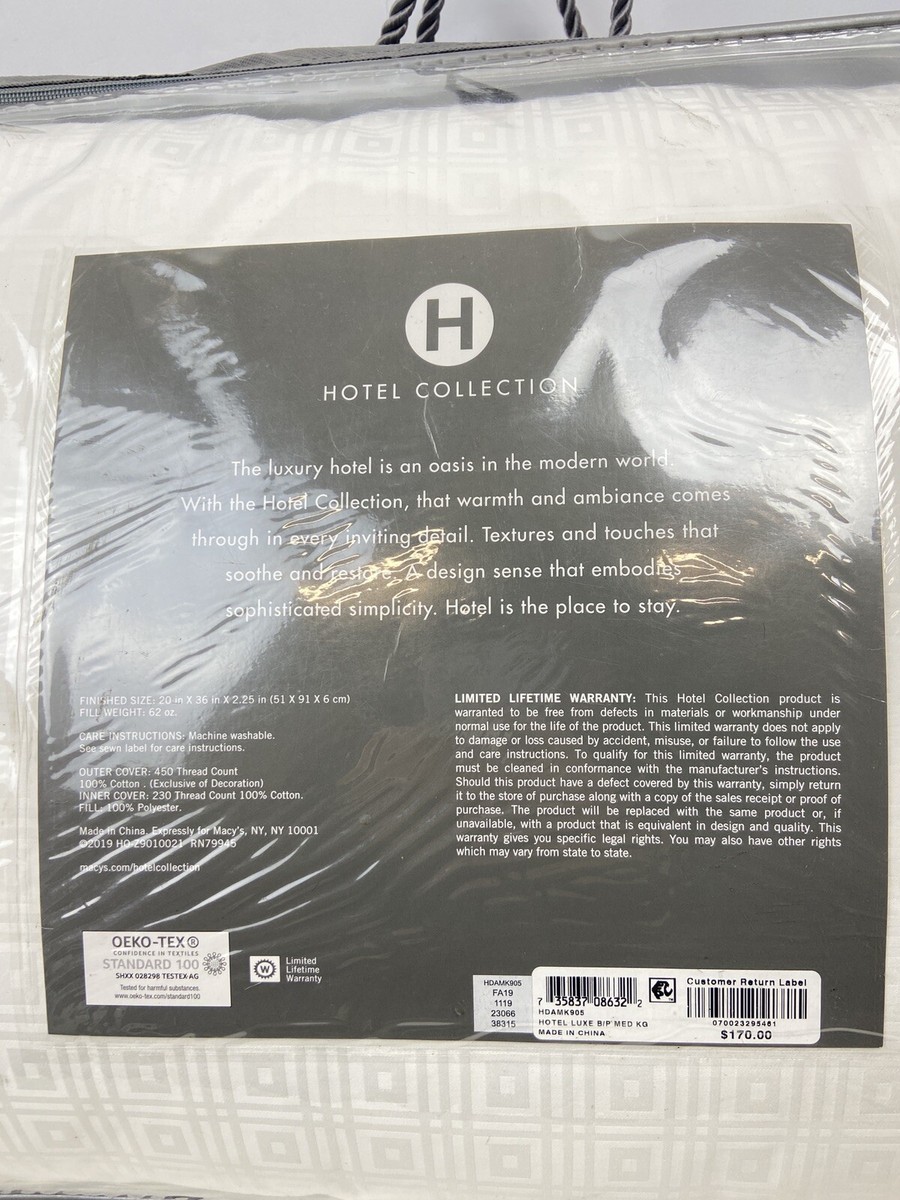 H
HOTEL COLLECTION
The luxury hotel is an oasis in the modern world.
With the Hotel Collection, that warmth and ambiance comes
through in every inviting detail. Textures and touches that
soothe and restore. A design sense that embodies
sophisticated simplicity. Hotel is the place to stay.
FINISHED SIZE: 20 in X 36 in X 2.25 in (51 X 91 X 6 cm)
FILL WEIGHT: 62 oz.
CARE INSTRUCTIONS: Machine washable.
See sewn label for care instructions.
OUTER COVER: 450 Thread Count
100% Cotton . (Exclusive of Decoration)
INNER COVER: 230 Thread Count 100% Cotton.
FILL: 100% Polyester.
Made in China. Expressly for Macy's, NY, NY 10001
©2019 HO Z9010021 RN79945
macys.com/hotelcollection
LIMITED LIFETIME WARRANTY: This Hotel Collection product is
warranted to be free from defects in materials or workmanship under
normal use for the life of the product. This limited warranty does not apply
to damage or loss caused by accident, misuse, or failure to follow the use
and care instructions. To qualify for this limited warranty, the product
must be cleaned in conformance with the manufacturer's instructions.
Should this product have a defect covered by this warranty, simply return
it to the store of purchase along with a copy of the sales receipt or proof of
purchase. The product will be replaced with the same product or, if
unavailable, with a product that is equivalent in design and quality. This
warranty gives you specific legal rights. You may also have other rights
which may vary from state to state.
OEKO-TEX®
CONFIDENCE IN TEXTILES
STANDARD 100
SHXX 028298 TESTEX AG
Tested for harmful substances.
www.oeko-tex.com/standard100
W
Limited
Lifetime
Warranty
HDAMK905
FA19
1119
23066
38315
7 35837 08632 2
HDAMK905
HOTEL LUXE B/P MED KG
MADE IN CHINA
Customer Return Label
070023295461
$170.00